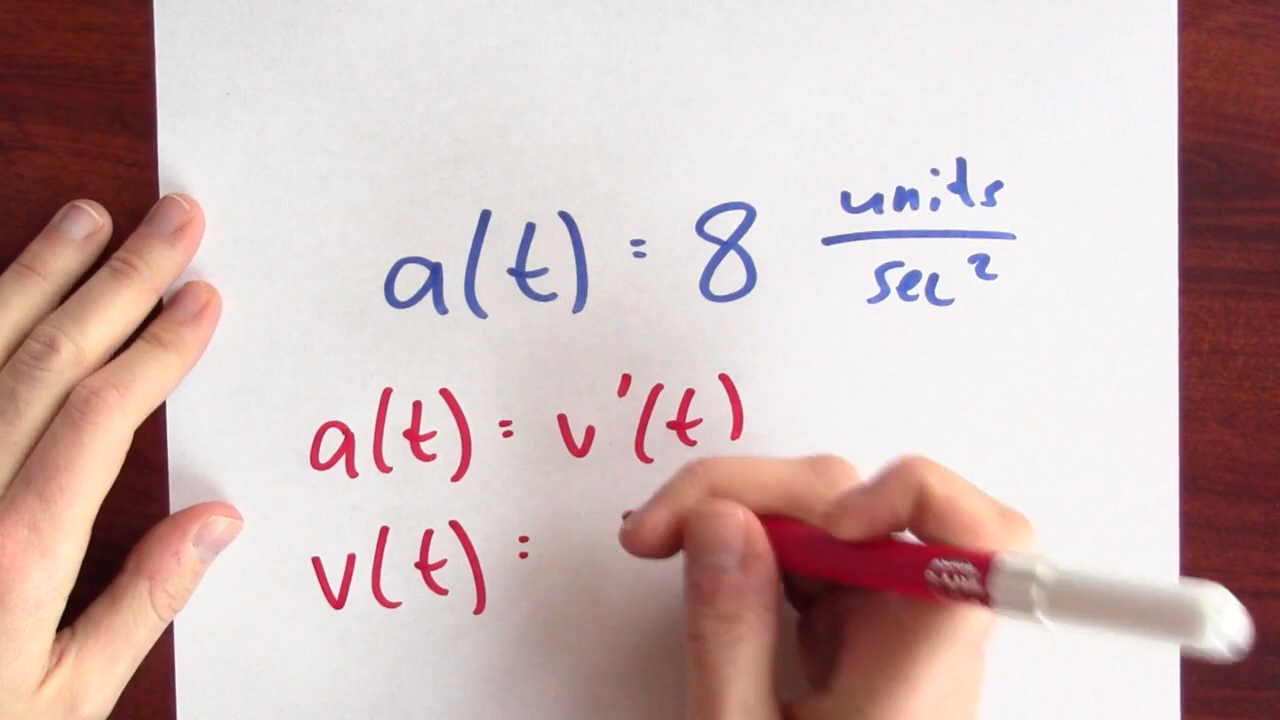 a(t) = 8 units/sec²
a(t) = v'(t)
v(t) =